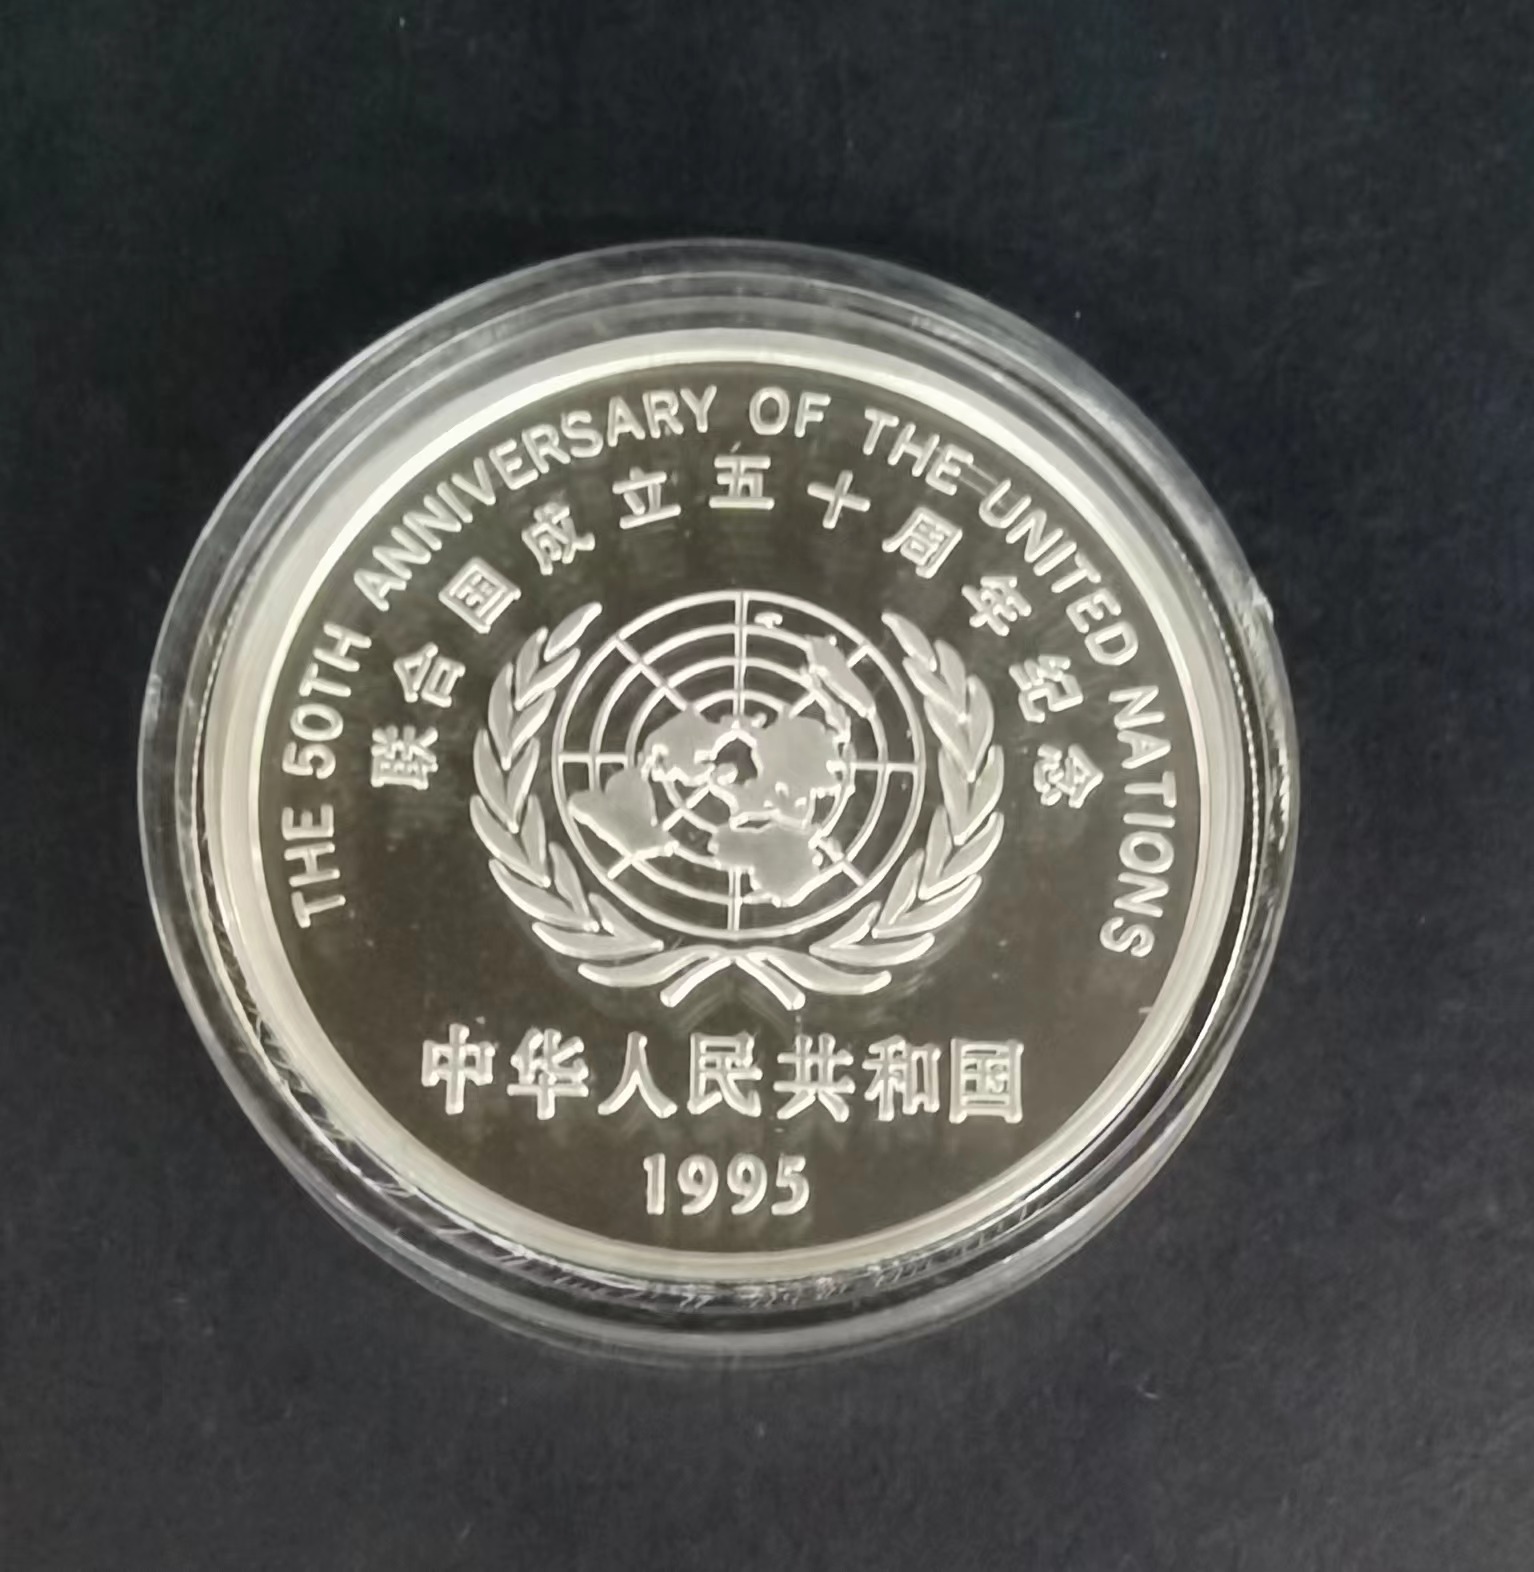 THE 50TH ANNIVERSARY OF THE UNITED NATIONS
联合国成立五十周年纪念
中华人民共和国
1995